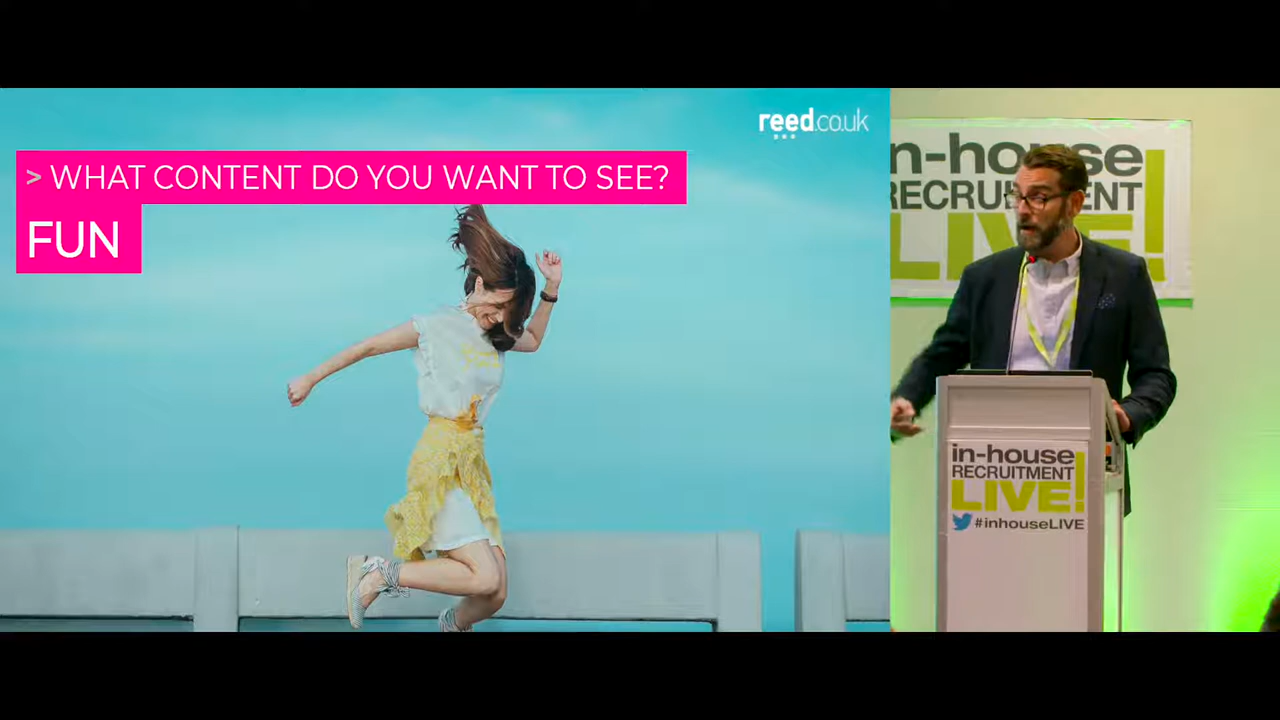 reed.co.uk
> WHAT CONTENT DO YOU WANT TO SEE?
FUN
in-house
RECRUITMENT
LIVE!
in-house
RECRUITMENT
LIVE!
#inhouseLIVE